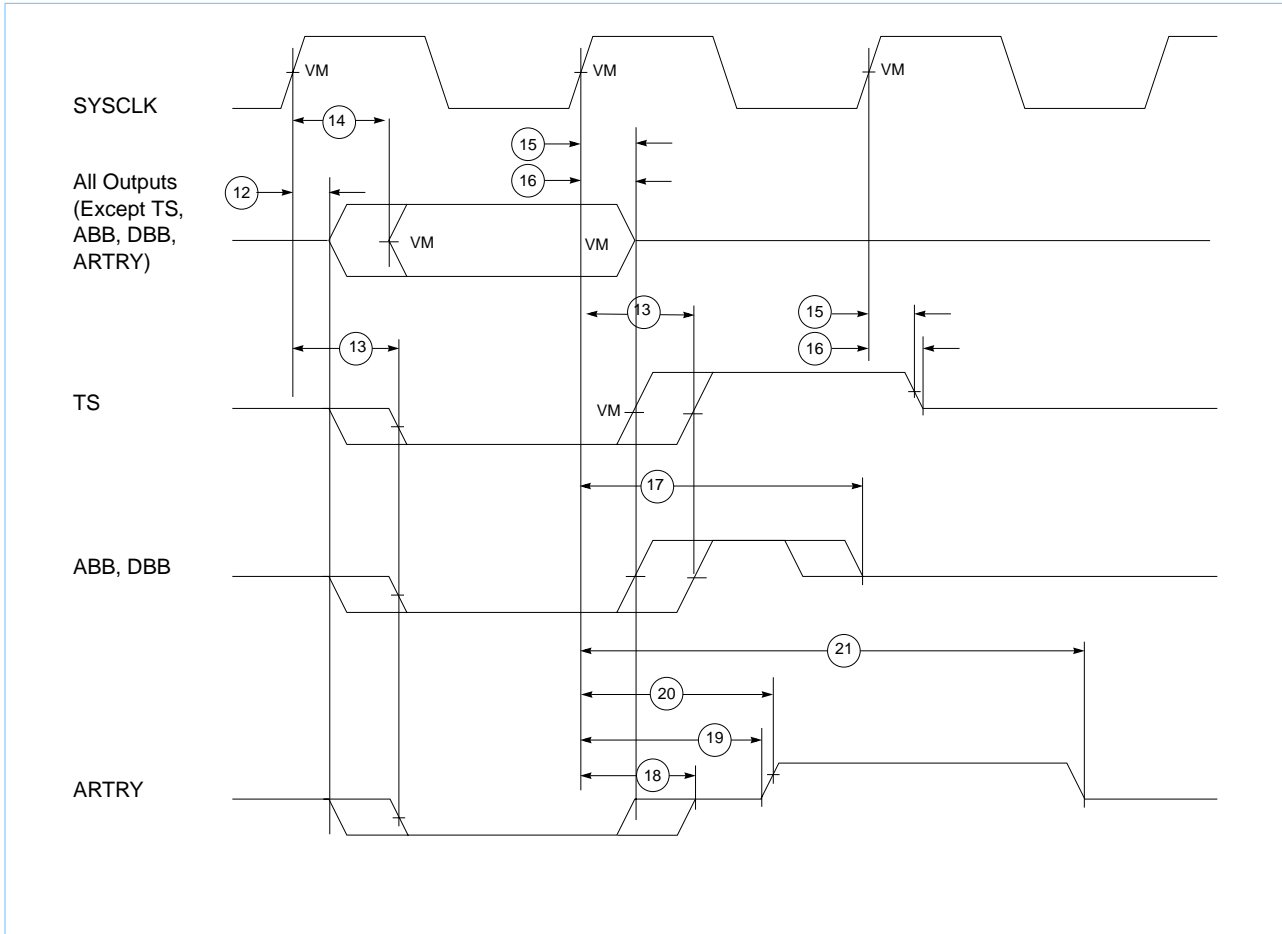 VM
VM
VM
SYSCLK
14
15
16
12
All Outputs
(Except TS,
ABB, DBB,
ARTRY)
VM
VM
13
15
16
13
TS
VM
17
ABB, DBB
21
20
19
18
ARTRY